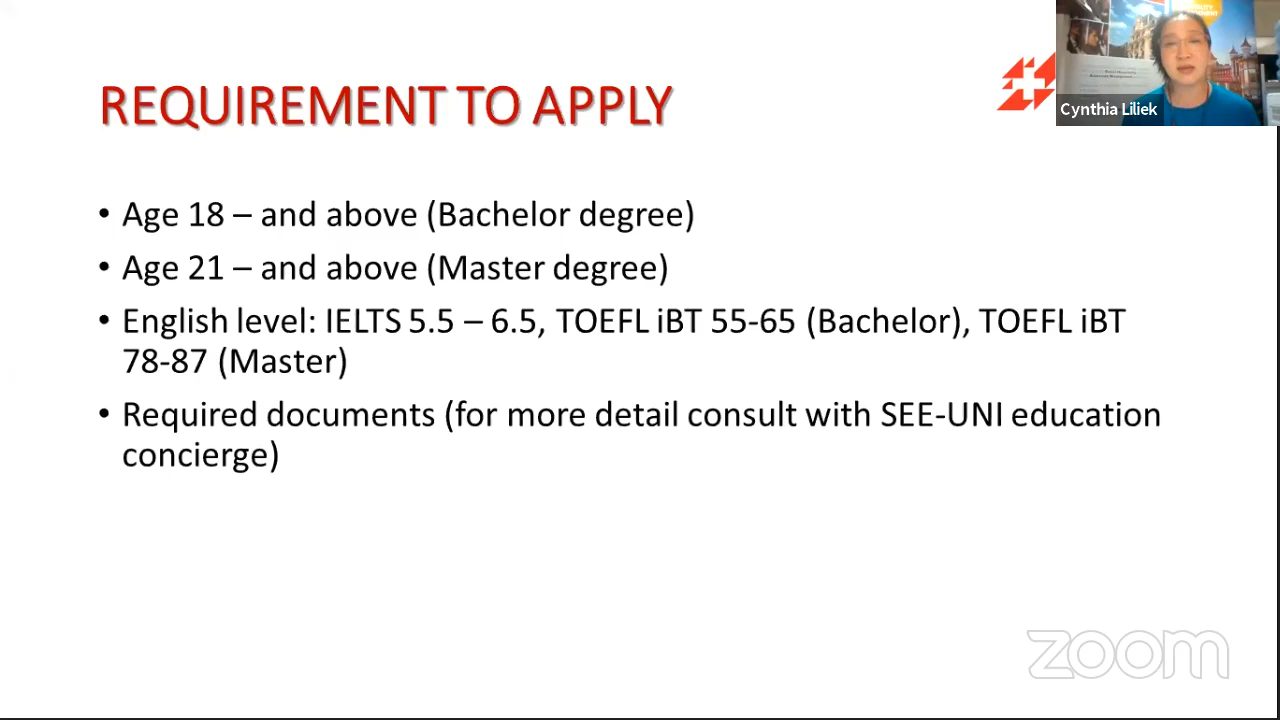 REQUIREMENT TO APPLY
Cynthia Liliek
• Age 18 – and above (Bachelor degree)
• Age 21 – and above (Master degree)
• English level: IELTS 5.5 – 6.5, TOEFL iBT 55-65 (Bachelor), TOEFL iBT
78-87 (Master)
• Required documents (for more detail consult with SEE-UNI education
concierge)
zoom